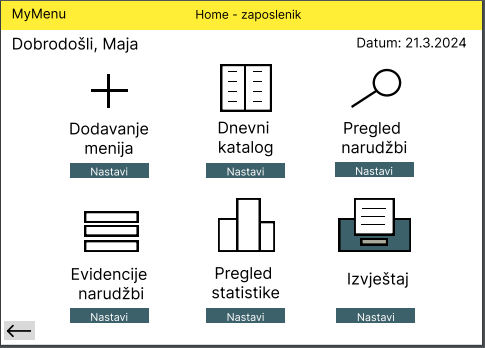 MyMenu
Home - zaposlenik
Dobrodošli, Maja
Datum: 21.3.2024
Dodavanje
menija
Nastavi
Dnevni
katalog
Nastavi
Pregled
narudžbi
Nastavi
Evidencije
narudžbi
Nastavi
Pregled
statistike
Nastavi
Izvještaj
Nastavi